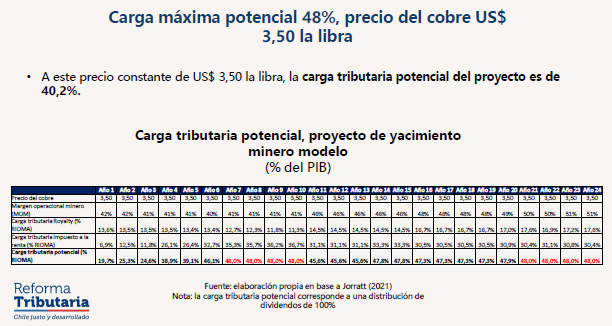 Carga máxima potencial 48%, precio del cobre US$
3,50 la libra
• A este precio constante de US$ 3,50 la libra, la carga tributaria potencial del proyecto es de
40,2%.
Carga tributaria potencial, proyecto de yacimiento
minero modelo
(% del PIB)
Año 1 Año 2 Año 3 Año 4 Año 5 Año 6 Año 7 Año 8 Año 9 Año 10 Año 11 Año 12 Año 13 Año 14 Año 15 Año 16 Año 17 Año 18 Año 19 Año 20 Año 21 Año 22 Año 23 Año 24
Precio del cobre 3,50 3,50 3,50 3,50 3,50 3,50 3,50 3,50 3,50 3,50 3,50 3,50 3,50 3,50 3,50 3,50 3,50 3,50 3,50 3,50 3,50 3,50 3,50 3,50
Margen operacional minero
(MOM) 42% 42% 41% 41% 41% 40% 41% 41% 41% 41% 46% 46% 46% 46% 46% 48% 48% 48% 48% 49% 50% 50% 51% 51%
Carga tributaria Royalty (%
RIOMA) 13,6% 13,5% 13,5% 13,5% 13,4% 13,4% 12,7% 12,3% 11,8% 11,3% 14,5% 14,5% 14,5% 14,5% 14,5% 16,7% 16,7% 16,7% 16,7% 17,0% 17,6% 16,9% 17,2% 17,6%
Carga tributaria Impuesto a la
renta (% RIOMA) 6,9% 12,5% 11,8% 26,1% 26,4% 32,7% 35,3% 35,7% 36,2% 36,7% 31,1% 31,1% 31,1% 33,3% 33,3% 30,5% 30,5% 30,5% 30,5% 30,9% 30,4% 31,1% 30,8% 30,4%
Carga tributaria potencial (%
RIOMA) 19,7% 25,3% 24,6% 38,9% 39,1% 46,1% 48,0% 48,0% 48,0% 48,0% 45,6% 45,6% 45,6% 47,8% 47,8% 47,3% 47,3% 47,3% 47,3% 47,9% 48,0% 48,0% 48,0% 48,0%
Fuente: elaboración propia en base a Jorratt (2021)
Nota: la carga tributaria potencial corresponde a una distribución de
dividendos de 100%
Reforma
Tributaria
Chile justo y desarrollado